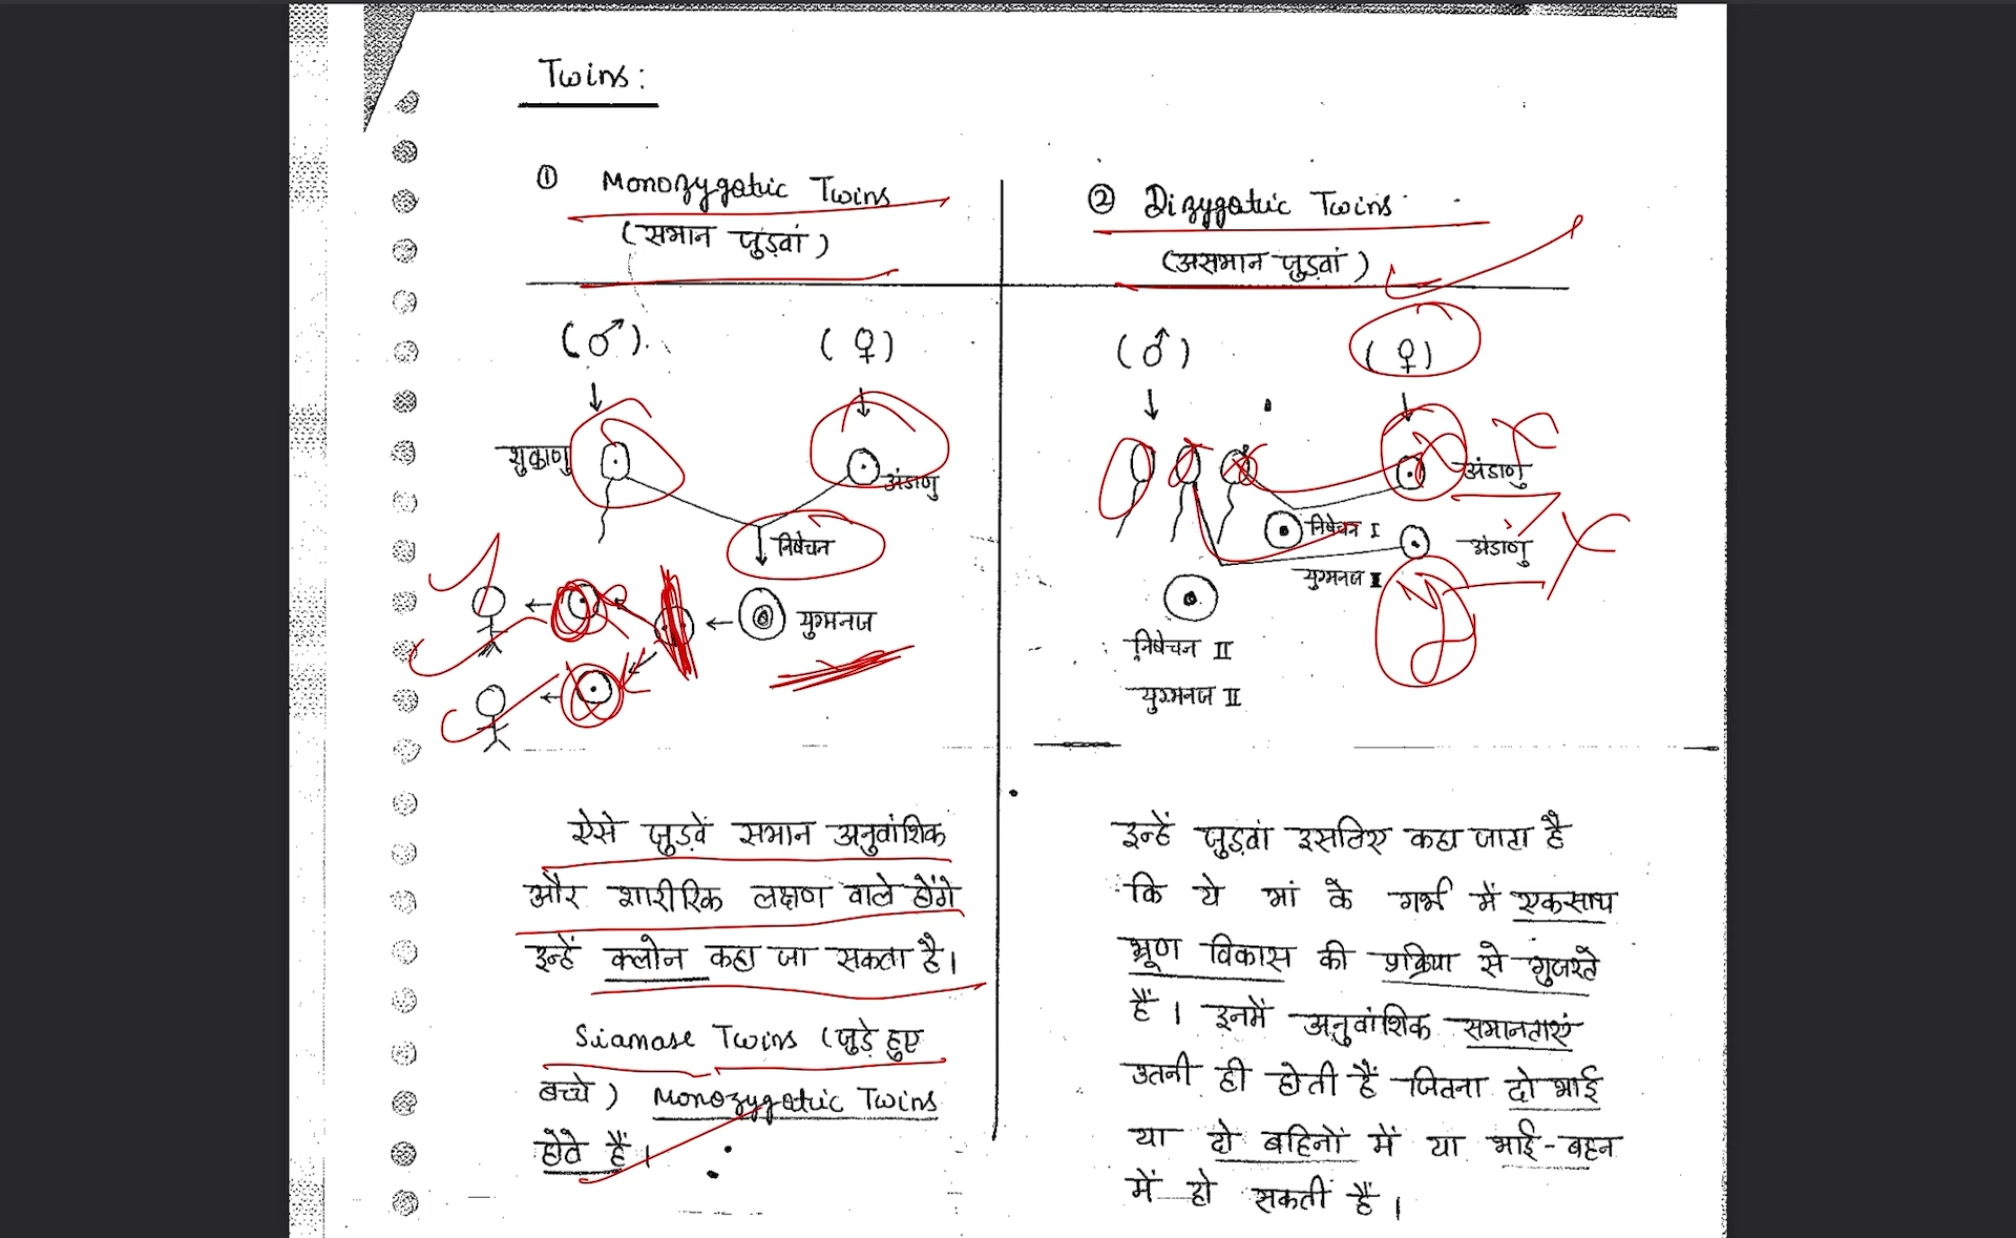 Twins:
① Monozygotic Twins
(समान जुड़वां)
(♂)
(♀)
शुक्राणु
अंडाणु
निषेचन
युग्मनज
ऐसे जुड़वें समान अनुवांशिक
और शारीरिक लक्षण वाले होंगे
इन्हें क्लोन कहा जा सकता है।
Siamase Twins (जुड़े हुए
बच्चे) Monozygotic Twins
होते हैं।
② Dizygotic Twins
(असमान जुड़वां)
(♂)
(♀)
अंडाणु
निषेचन I
अंडाणु
युग्मनज I
निषेचन II
युग्मनज II
इन्हें जुड़वां इसलिए कहा जाता है
कि ये मां के गर्भ में एकसाथ
भ्रूण विकास की प्रक्रिया से गुजरते
हैं। इनमें अनुवांशिक समानताएं
उतनी ही होती हैं जितना दो भाई
या दो बहिनों में या भाई-बहन
में हो सकती हैं।